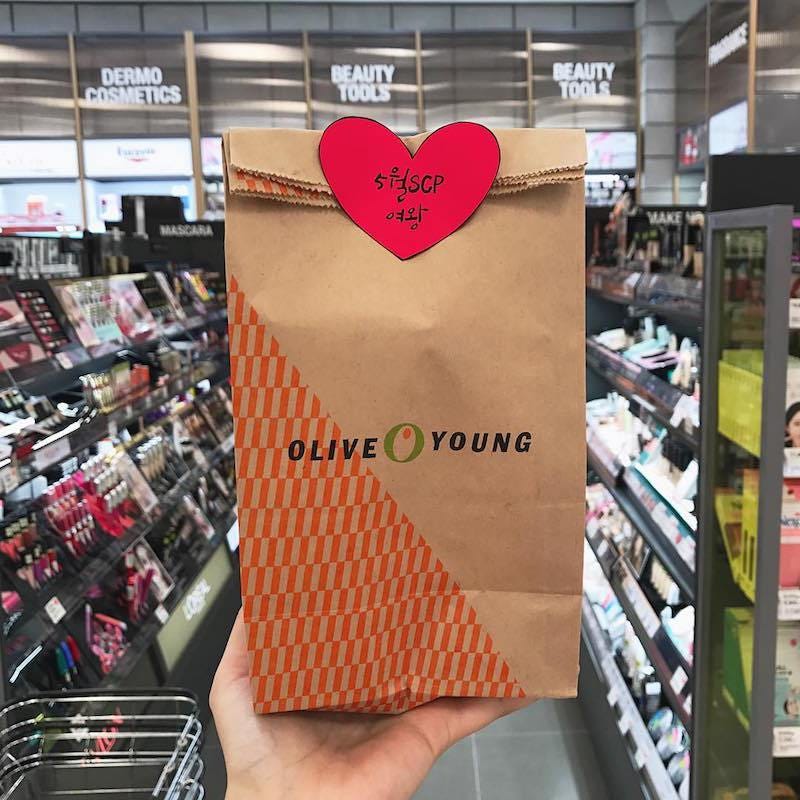 DERMO
COSMETICS
BEAUTY
TOOLS
BEAUTY
TOOLS
MASCARA
5월SCP
여왕
OLIVE YOUNG